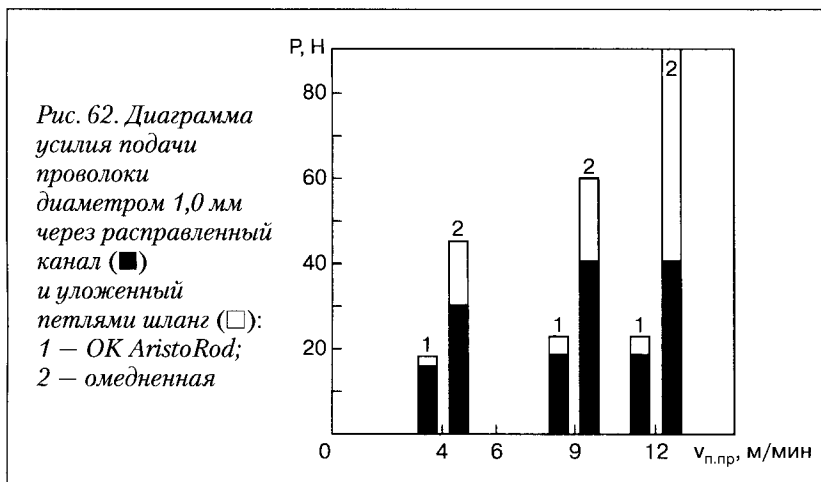 Рис. 62. Диаграмма
усилия подачи
проволоки
диаметром 1,0 мм
через расправленный
канал (■)
и уложенный
петлями шланг (□):
1 – OK AristoRod;
2 – омедненная
P, H
80
60
40
20
0
1
2
1
2
1
2
4
6
9
12
vп.пр, м/мин